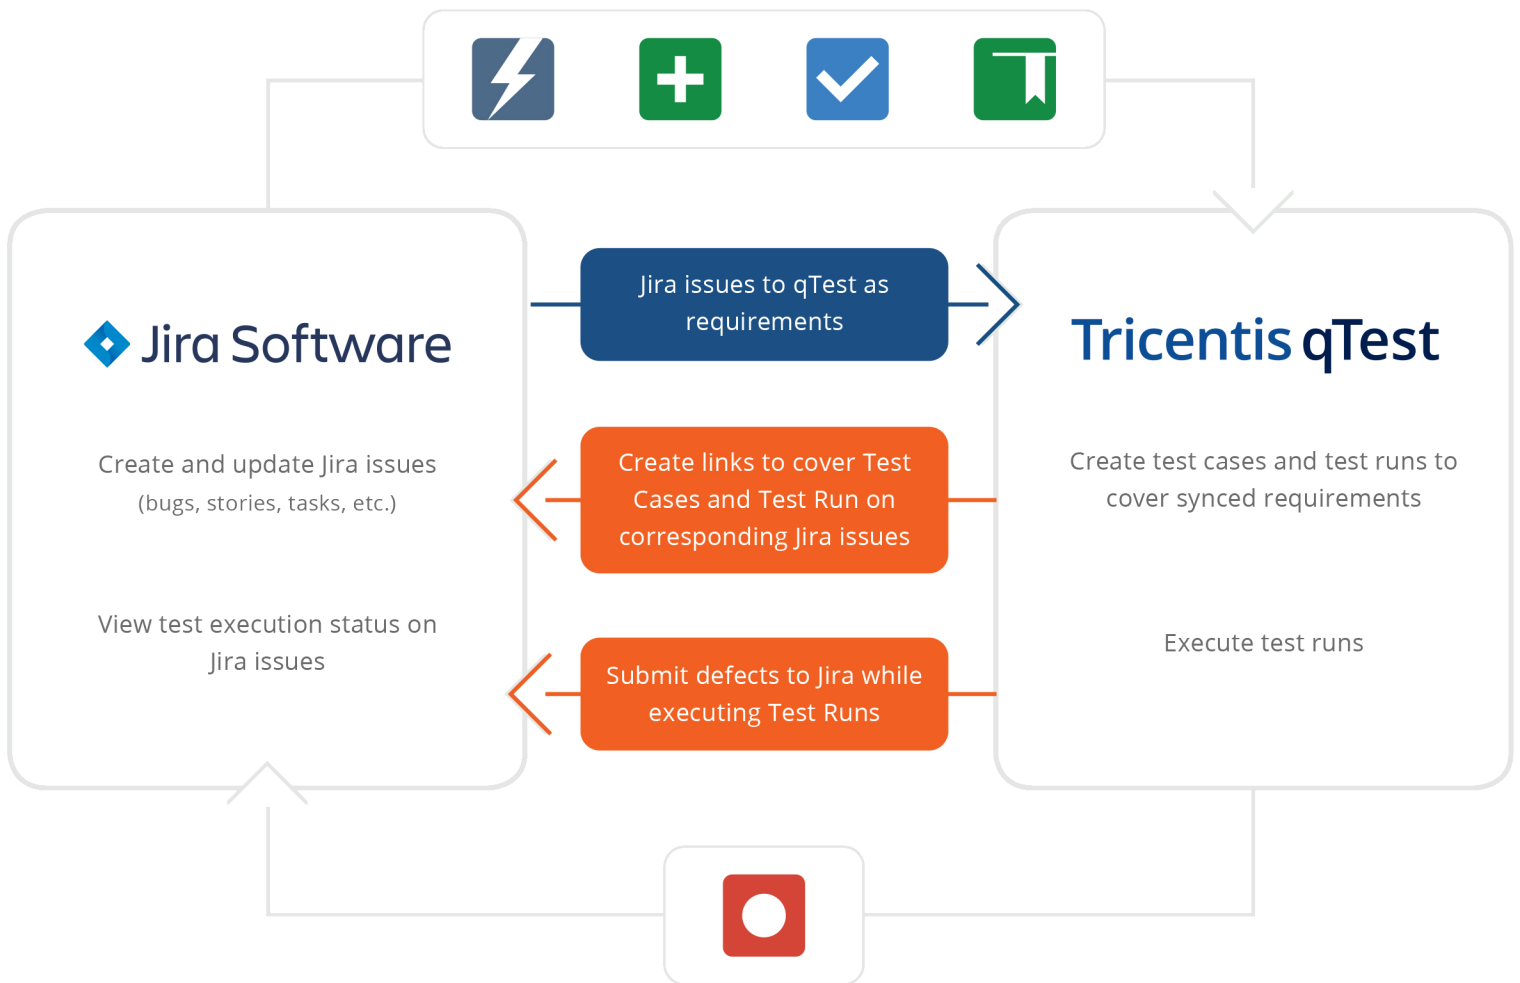 Jira issues to qTest as
requirements
Jira Software
Tricentis qTest
Create and update Jira issues
(bugs, stories, tasks, etc.)
Create links to cover Test
Cases and Test Run on
corresponding Jira issues
Create test cases and test runs to
cover synced requirements
View test execution status on
Jira issues
Submit defects to Jira while
executing Test Runs
Execute test runs